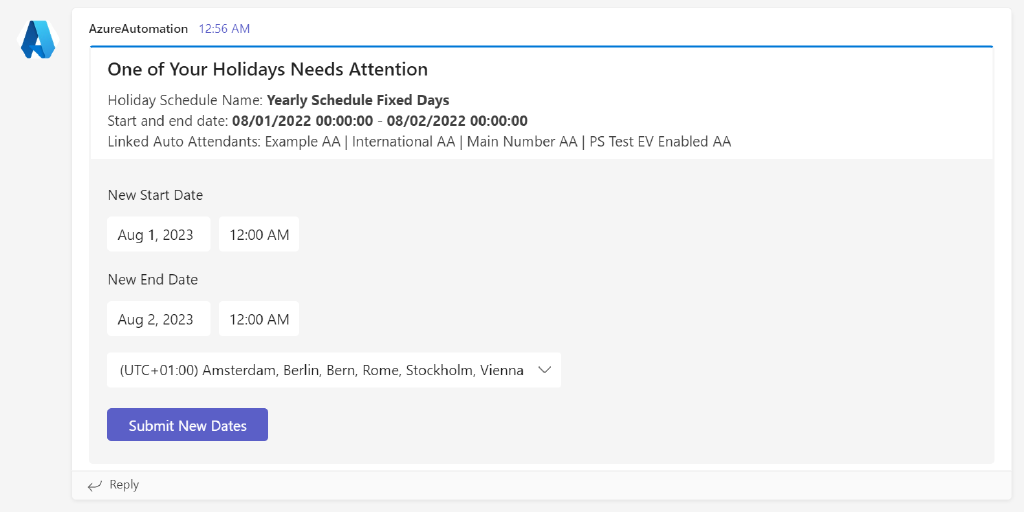 AzureAutomation 12:56 AM
One of Your Holidays Needs Attention
Holiday Schedule Name: Yearly Schedule Fixed Days
Start and end date: 08/01/2022 00:00:00 - 08/02/2022 00:00:00
Linked Auto Attendants: Example AA | International AA | Main Number AA | PS Test EV Enabled AA
New Start Date
Aug 1, 2023 12:00 AM
New End Date
Aug 2, 2023 12:00 AM
(UTC+01:00) Amsterdam, Berlin, Bern, Rome, Stockholm, Vienna
Submit New Dates
Reply